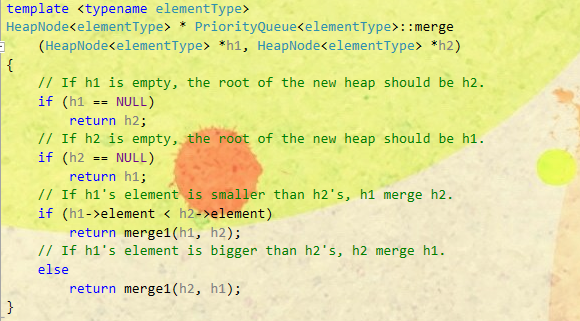 template <typename elementType>
HeapNode<elementType> * PriorityQueue<elementType>::merge
    (HeapNode<elementType> *h1, HeapNode<elementType> *h2)
{
    // If h1 is empty, the root of the new heap should be h2.
    if (h1 == NULL)
        return h2;
    // If h2 is empty, the root of the new heap should be h1.
    if (h2 == NULL)
        return h1;
    // If h1's element is smaller than h2's, h1 merge h2.
    if (h1->element < h2->element)
        return merge1(h1, h2);
    // If h1's element is bigger than h2's, h2 merge h1.
    else
        return merge1(h2, h1);
}